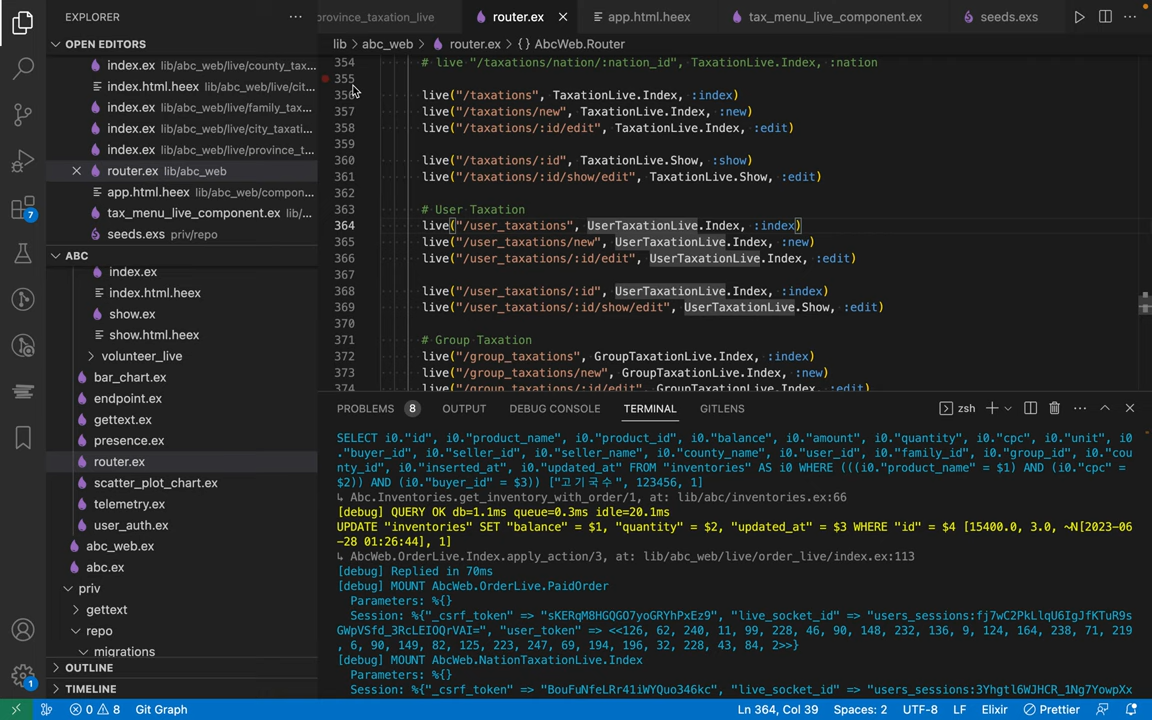 EXPLORER
province_taxation_live
router.ex
app.html.heex
tax_menu_live_component.ex
seeds.exs
OPEN EDITORS
lib > abc_web > router.ex > {} AbcWeb.Router
index.ex lib/abc_web/live/county_tax...
index.html.heex lib/abc_web/live/cit...
index.ex lib/abc_web/live/family_tax...
index.ex lib/abc_web/live/city_taxati...
index.ex lib/abc_web/live/province_t...
router.ex lib/abc_web
app.html.heex lib/abc_web/compon...
tax_menu_live_component.ex lib/...
seeds.exs priv/repo
ABC
index.ex
index.html.heex
show.ex
show.html.heex
volunteer_live
bar_chart.ex
endpoint.ex
gettext.ex
presence.ex
router.ex
scatter_plot_chart.ex
telemetry.ex
user_auth.ex
abc_web.ex
abc.ex
priv
gettext
repo
migrations
OUTLINE
TIMELINE
7
1
354 # live "/taxations/nation/:nation_id", TaxationLive.Index, :nation
355
356 live("/taxations", TaxationLive.Index, :index)
357 live("/taxations/new", TaxationLive.Index, :new)
358 live("/taxations/:id/edit", TaxationLive.Index, :edit)
359
360 live("/taxations/:id", TaxationLive.Show, :show)
361 live("/taxations/:id/show/edit", TaxationLive.Show, :edit)
362
363 # User Taxation
364 live("/user_taxations", UserTaxationLive.Index, :index)
365 live("/user_taxations/new", UserTaxationLive.Index, :new)
366 live("/user_taxations/:id/edit", UserTaxationLive.Index, :edit)
367
368 live("/user_taxations/:id", UserTaxationLive.Index, :index)
369 live("/user_taxations/:id/show/edit", UserTaxationLive.Show, :edit)
370
371 # Group Taxation
372 live("/group_taxations", GroupTaxationLive.Index, :index)
373 live("/group_taxations/new", GroupTaxationLive.Index, :new)
374 live("/group_taxations/:id/edit", GroupTaxationLive.Index, :edit)
PROBLEMS 8 OUTPUT DEBUG CONSOLE TERMINAL GITLENS zsh
SELECT i0."id", i0."product_name", i0."product_id", i0."balance", i0."amount", i0."quantity", i0."cpc", i0."unit", i0
."buyer_id", i0."seller_id", i0."seller_name", i0."county_name", i0."user_id", i0."family_id", i0."group_id", i0."cou
nty_id", i0."inserted_at", i0."updated_at" FROM "inventories" AS i0 WHERE (((i0."product_name" = $1) AND (i0."cpc" =
$2)) AND (i0."buyer_id" = $3)) ["고기국수", 123456, 1]
↳ Abc.Inventories.get_inventory_with_order/1, at: lib/abc/inventories.ex:66
[debug] QUERY OK db=1.1ms queue=0.3ms idle=20.1ms
UPDATE "inventories" SET "balance" = $1, "quantity" = $2, "updated_at" = $3 WHERE "id" = $4 [15400.0, 3.0, ~N[2023-06
-28 01:26:44], 1]
↳ AbcWeb.OrderLive.Index.apply_action/3, at: lib/abc_web/live/order_live/index.ex:113
[debug] Replied in 70ms
[debug] MOUNT AbcWeb.OrderLive.PaidOrder
Parameters: %{}
Session: %{"_csrf_token" => "sKERqM8HGQGO7yoGRYhPxEz9", "live_socket_id" => "users_sessions:fj7wC2PkLlqU6IgJfKTuR9s
GWpVSfd_3RcLEIOQrVAI=", "user_token" => <<126, 62, 240, 11, 99, 228, 46, 90, 148, 232, 136, 9, 124, 164, 238, 71, 219
, 6, 90, 149, 82, 125, 223, 247, 69, 194, 196, 32, 228, 43, 84, 2>>}
[debug] MOUNT AbcWeb.NationTaxationLive.Index
Parameters: %{}
Session: %{"_csrf_token" => "BouFuNfeLRr41iWYQuo346kc", "live_socket_id" => "users_sessions:3Yhgtl6WJHCR_1Ng7YowpXx
0 8 Git Graph Ln 364, Col 39 Spaces: 2 UTF-8 LF Elixir Prettier